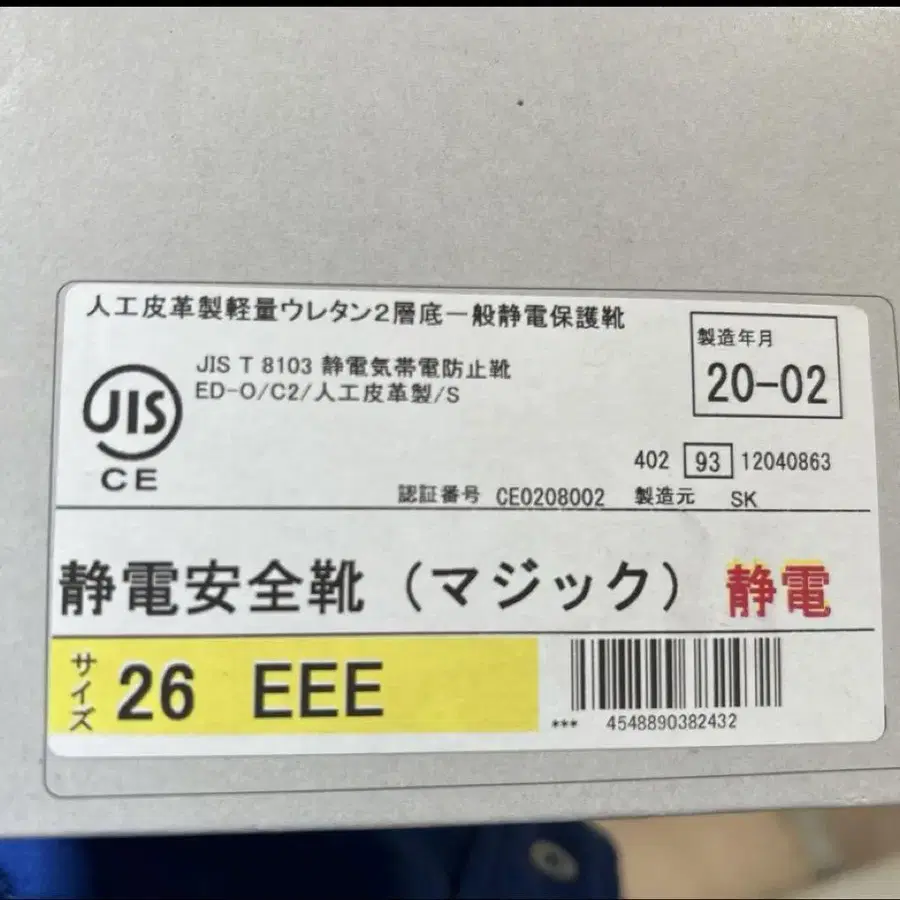 人工皮革製軽量ウレタン2層底一般静電保護靴
JIS T 8103 静電気帯電防止靴
ED-O/C2/人工皮革製/S
JIS
CE
製造年月
20-02
402 93 12040863
認証番号 CE0208002 製造元 SK
静電安全靴（マジック） 静電
サイズ 26 EEE
*** 4548890382432